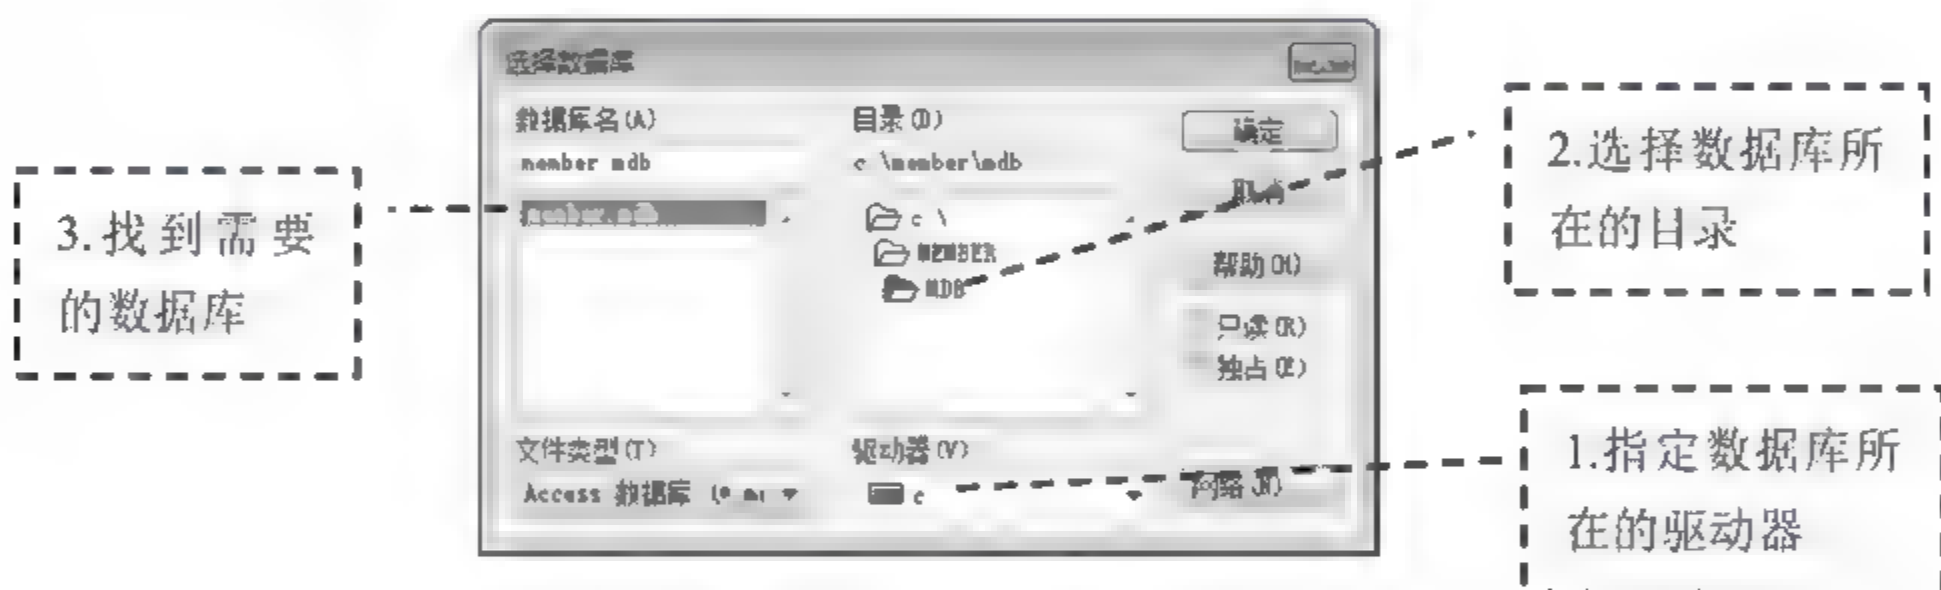 选择数据库
数据库名(A)
目录(D)
确定
member mdb
c \member\mdb
取消
member.mdb
c \
MEMBER
MDB
帮助(H)
只读(R)
独占(E)
文件类型(T)
驱动器(V)
Access 数据库 (*
c
网络
3.找到需要
的数据库
2.选择数据库所
在的目录
1.指定数据库所
在的驱动器